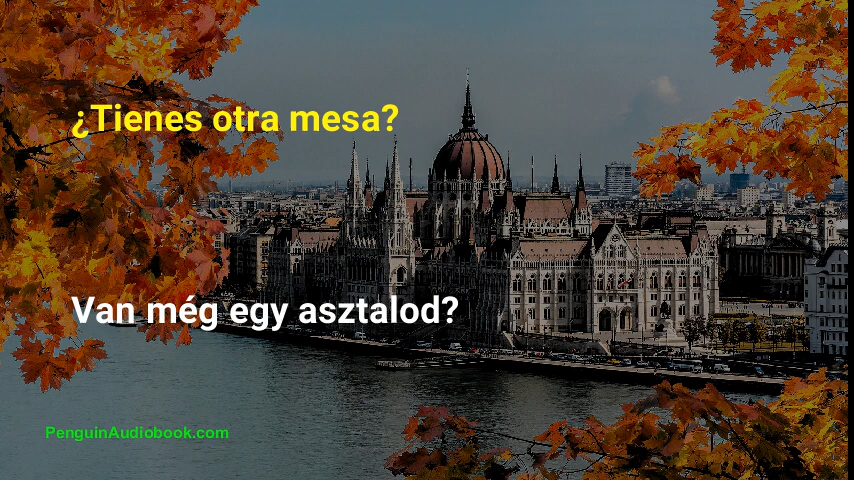 ¿Tienes otra mesa?
Van még egy asztalod?
PenguinAudiobook.com